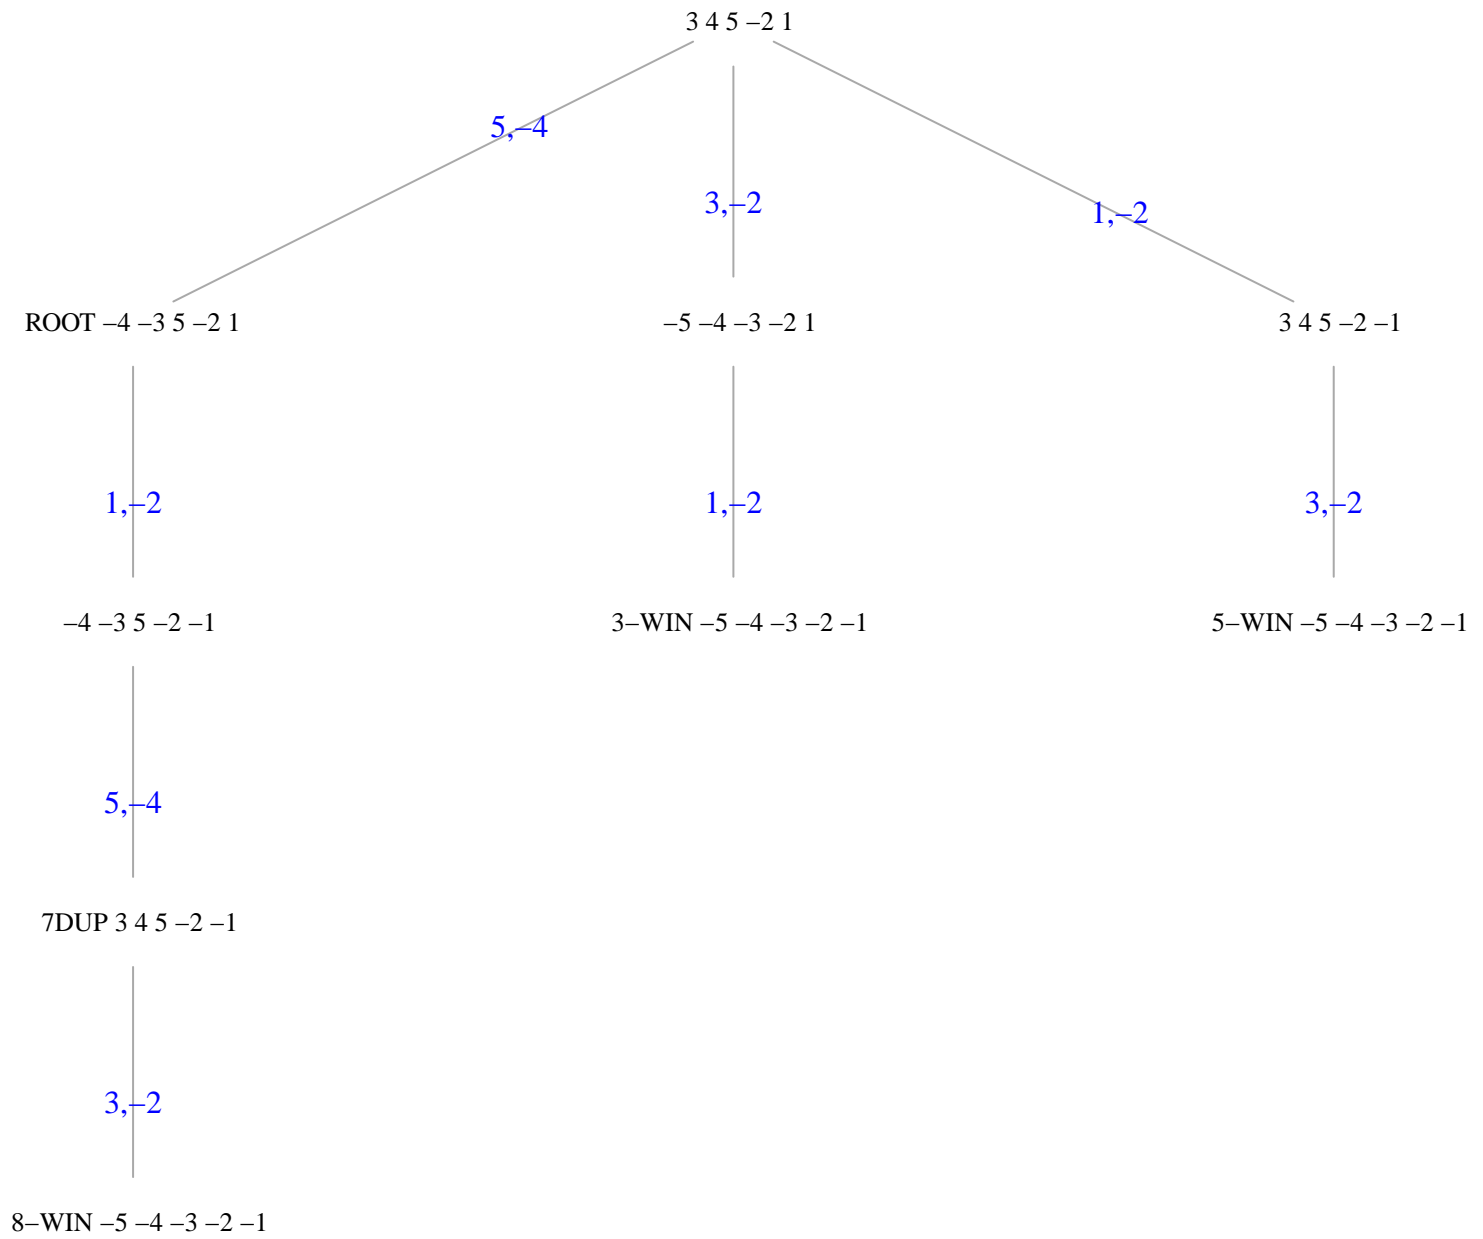 3 4 5 –2 1
5,–4
3,–2
1,–2
ROOT –4 –3 5 –2 1
–5 –4 –3 –2 1
3 4 5 –2 –1
1,–2
1,–2
3,–2
–4 –3 5 –2 –1
3–WIN –5 –4 –3 –2 –1
5–WIN –5 –4 –3 –2 –1
5,–4
7DUP 3 4 5 –2 –1
3,–2
8–WIN –5 –4 –3 –2 –1